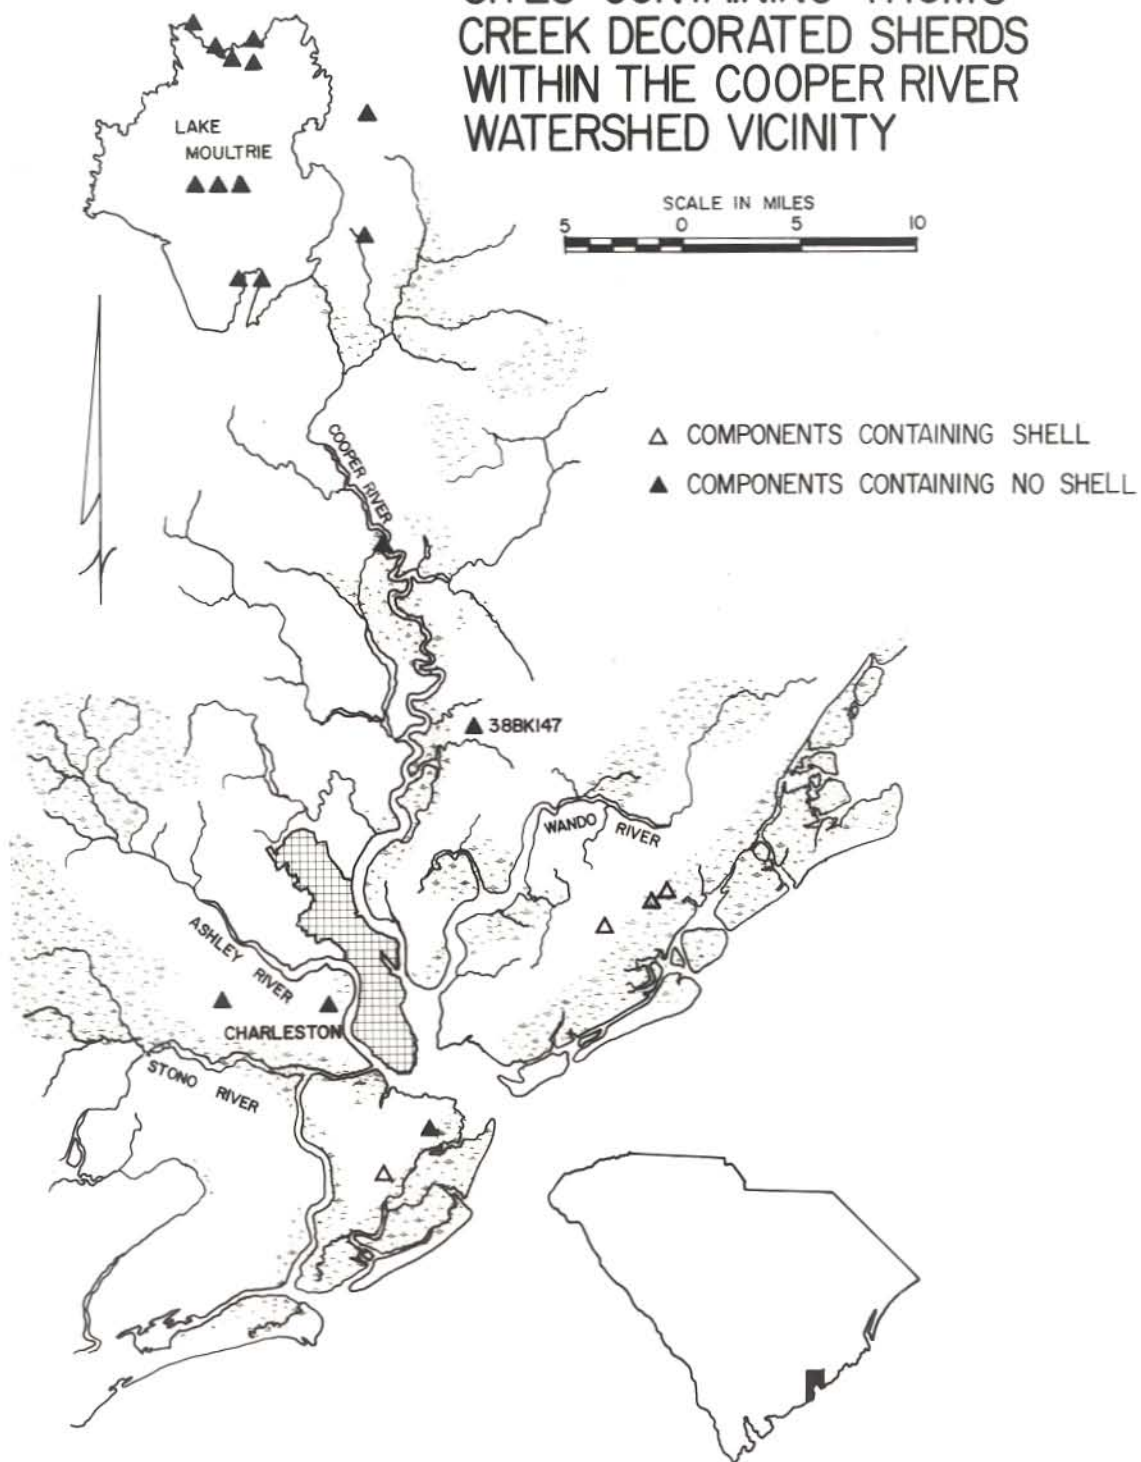 CREEK DECORATED SHERDS
WITHIN THE COOPER RIVER
WATERSHED VICINITY
LAKE
MOULTRIE
SCALE IN MILES
5 0 5 10
△ COMPONENTS CONTAINING SHELL
▲ COMPONENTS CONTAINING NO SHELL
COOPER RIVER
38BK147
WANDO RIVER
ASHLEY RIVER
CHARLESTON
STONO RIVER